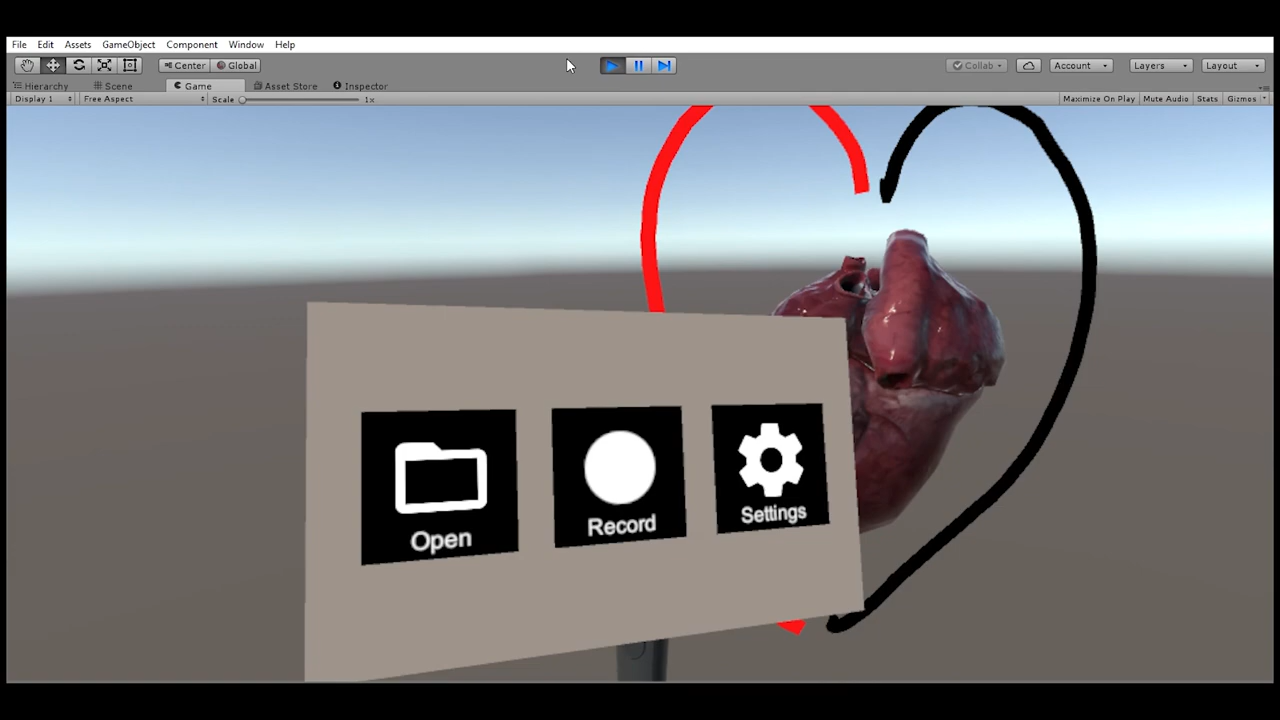 File Edit Assets GameObject Component Window Help
Center Global Collab Account Layers Layout
Hierarchy Scene Game Asset Store Inspector
Display 1 Free Aspect Scale 1x Maximize On Play Mute Audio Stats Gizmos
Open Record Settings